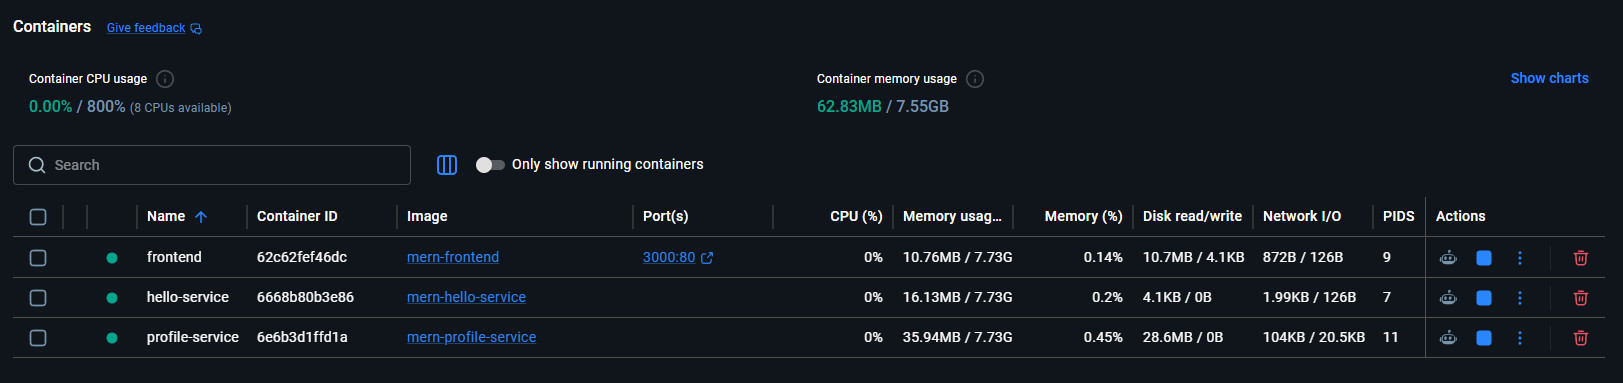 Containers Give feedback
Container CPU usage
0.00% / 800% (8 CPUs available)
Container memory usage
62.83MB / 7.55GB
Show charts
Search
Only show running containers
Name Container ID Image Port(s) CPU (%) Memory usag... Memory (%) Disk read/write Network I/O PIDS Actions
frontend 62c62fef46dc mern-frontend 3000:80 0% 10.76MB / 7.73G 0.14% 10.7MB / 4.1KB 872B / 126B 9
hello-service 6668b80b3e86 mern-hello-service 0% 16.13MB / 7.73G 0.2% 4.1KB / 0B 1.99KB / 126B 7
profile-service 6e6b3d1ffd1a mern-profile-service 0% 35.94MB / 7.73G 0.45% 28.6MB / 0B 104KB / 20.5KB 11